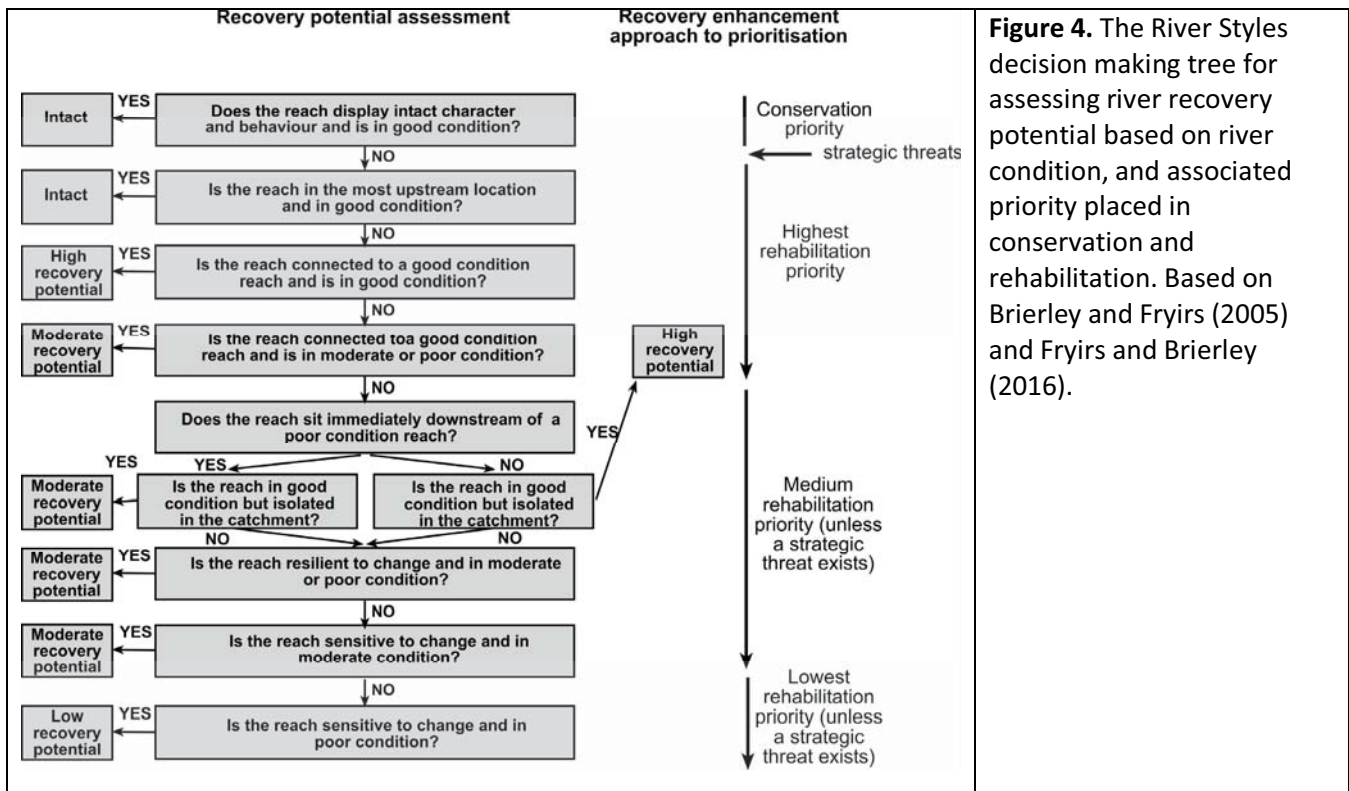 Recovery potential assessment
Recovery enhancement
approach to prioritisation
Intact
YES
Does the reach display intact character
and behaviour and is in good condition?
NO
Intact
YES
Is the reach in the most upstream location
and in good condition?
NO
High
recovery
potential
YES
Is the reach connected to a good condition
reach and is in good condition?
NO
Moderate
recovery
potential
YES
Is the reach connected toa good condition
reach and is in moderate or poor condition?
NO
Does the reach sit immediately downstream of a
poor condition reach?
YES
NO
Moderate
recovery
potential
YES
Is the reach in good
condition but isolated
in the catchment?
NO
Is the reach in good
condition but isolated
in the catchment?
NO
YES
High
recovery
potential
Moderate
recovery
potential
YES
Is the reach resilient to change and in moderate
or poor condition?
NO
Moderate
recovery
potential
YES
Is the reach sensitive to change and in
moderate condition?
NO
Low
recovery
potential
YES
Is the reach sensitive to change and in
poor condition?
Conservation
priority
strategic threats
Highest
rehabilitation
priority
Medium
rehabilitation
priority (unless
a strategic
threat exists)
Lowest
rehabilitation
priority (unless
a strategic
threat exists)
Figure 4. The River Styles
decision making tree for
assessing river recovery
potential based on river
condition, and associated
priority placed in
conservation and
rehabilitation. Based on
Brierley and Fryirs (2005)
and Fryirs and Brierley
(2016).